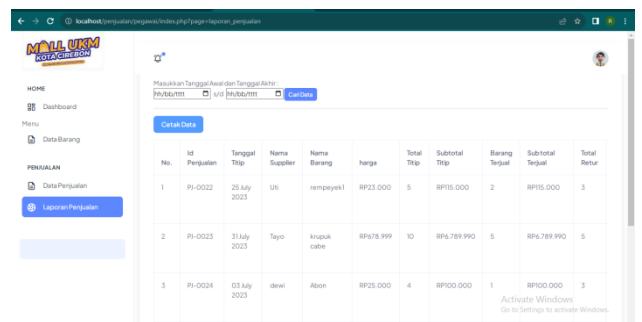 localhost/penjualan/pegawai/index.php?page=laporan_penjualan
MALL UKM
KOTA CIREBON
HOME
Dashboard
Menu
Data Barang
PENJUALAN
Data Penjualan
Laporan Penjualan
Masukkan Tanggal Awal dan Tanggal Akhir :
hh/bb/tttt s/d hh/bb/tttt Cari Data
Cetak Data
No. Id Penjualan Tanggal Titip Nama Supplier Nama Barang harga Total Titip Subtotal Titip Barang Terjual Subtotal Terjual Total Retur
1 PJ-0022 25 July 2023 Uti rempeyek1 RP23.000 5 RP115.000 2 RP115.000 3
2 PJ-0023 31 July 2023 Tayo krupuk cabe RP678.999 10 RP6.789.990 5 RP6.789.990 5
3 PJ-0024 03 July 2023 dewi Abon RP25.000 4 RP100.000 1 RP100.000 3
Activate Windows
Go to Settings to activate Windows.